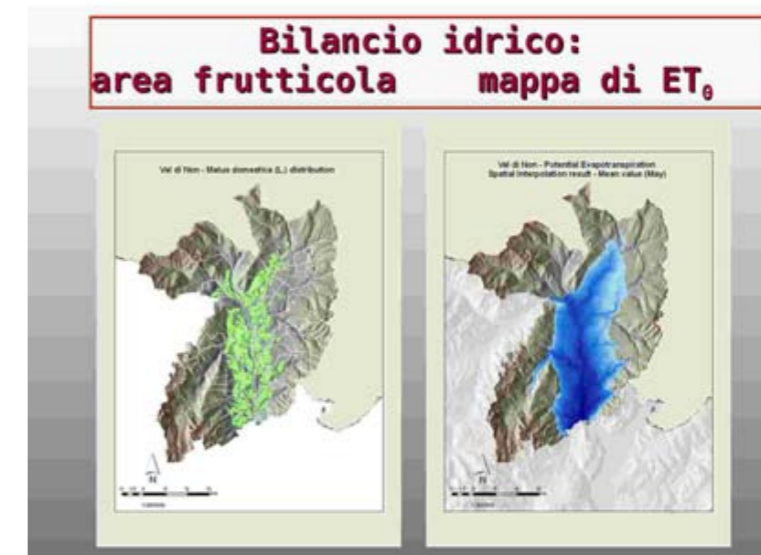 Bilancio idrico:
area frutticola mappa di ET₀
Val di Non - Malus domestica (L.) distribution
Val di Non - Potential Evapotranspiration
Spatial Interpolation result - Mean value (May)
N
N